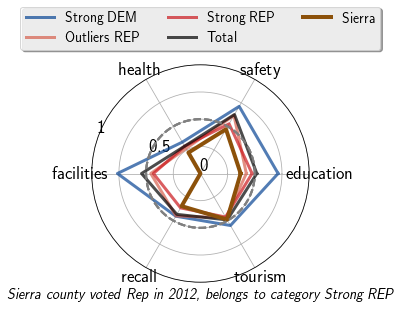 Strong DEM Strong REP Sierra
Outliers REP Total
health safety
1
0,5
0
facilities education
recall tourism
Sierra county voted Rep in 2012, belongs to category Strong REP